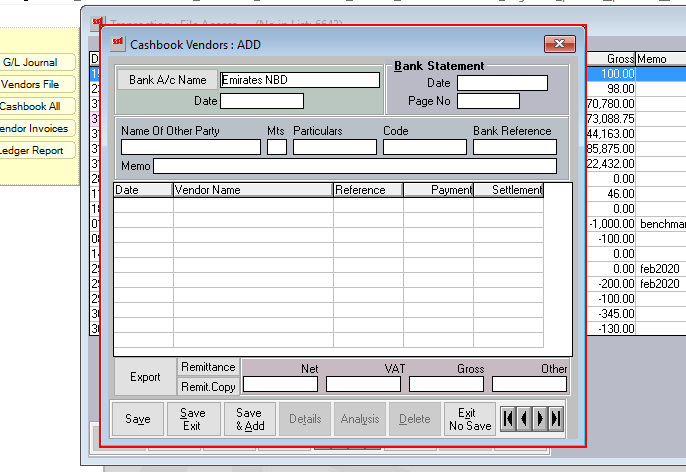 Transaction : File Access (No in List: 6543)
Cashbook Vendors : ADD
G/L Journal
Vendors File
Cashbook All
endor Invoices
Ledger Report
Bank A/c Name Emirates NBD
Date
Bank Statement
Date
Page No
Name Of Other Party Mts Particulars Code Bank Reference
Memo
Date Vendor Name Reference Payment Settlement
Export
Remittance
Remit.Copy
Net VAT Gross Other
Save
Save Exit
Save & Add
Details
Analysis
Delete
Exit No Save
Gross Memo
100.00
98.00
70,780.00
73,088.75
44,163.00
85,875.00
22,432.00
0.00
46.00
0.00
-1,000.00 benchmar
-100.00
0.00
0.00 feb2020
-200.00 feb2020
-100.00
-345.00
-130.00